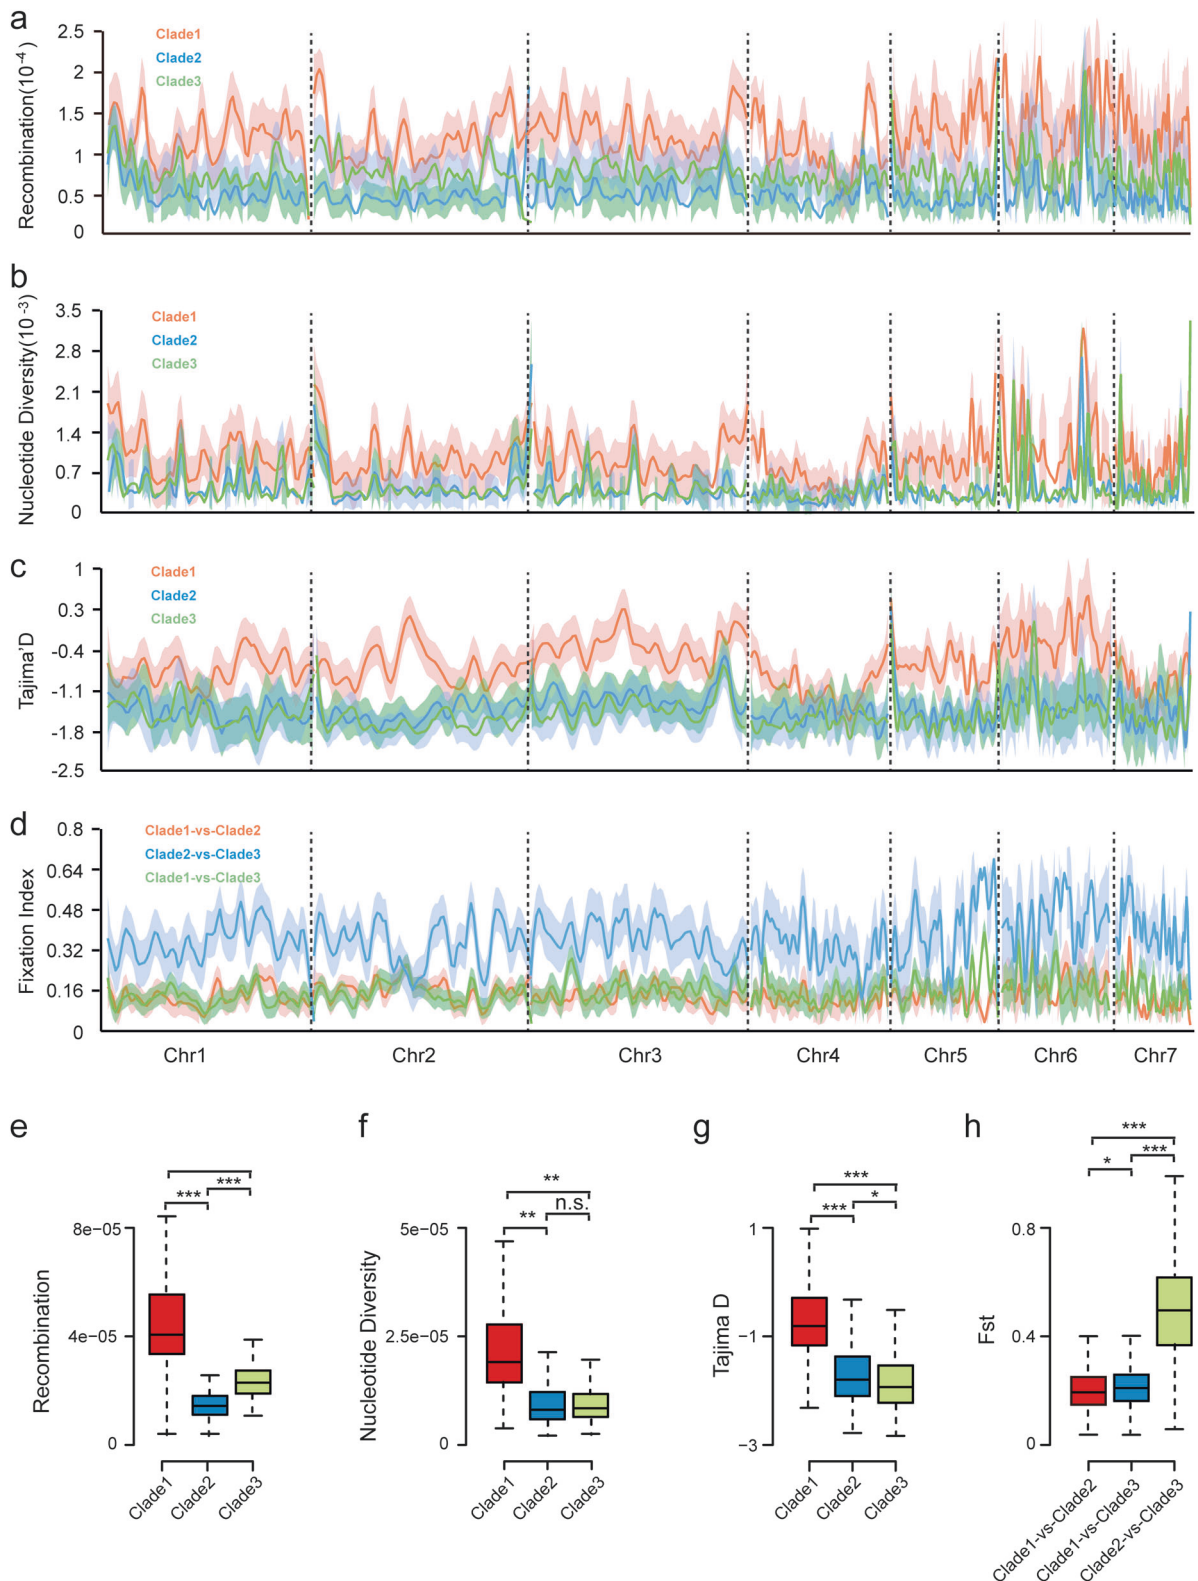 a
Recombination(10⁻⁴)
2.5
2
1.5
1
0.5
0
Clade1
Clade2
Clade3
b
Nucleotide Diversity(10 ⁻³)
3.5
2.8
2.1
1.4
0.7
0
Clade1
Clade2
Clade3
c
Tajima'D
1
0.3
-0.4
-1.1
-1.8
-2.5
Clade1
Clade2
Clade3
d
Fixation Index
0.8
0.64
0.48
0.32
0.16
0
Clade1-vs-Clade2
Clade2-vs-Clade3
Clade1-vs-Clade3
Chr1 Chr2 Chr3 Chr4 Chr5 Chr6 Chr7
e
Recombination
8e−05
4e−05
0
***
***
Clade1
Clade2
Clade3
f
Nucleotide Diversity
5e−05
2.5e−05
0
**
n.s.
**
Clade1
Clade2
Clade3
g
Tajima D
1
−1
−3
***
*
***
Clade1
Clade2
Clade3
h
Fst
0.8
0.4
0
***
***
*
Clade1-vs-Clade2
Clade1-vs-Clade3
Clade2-vs-Clade3